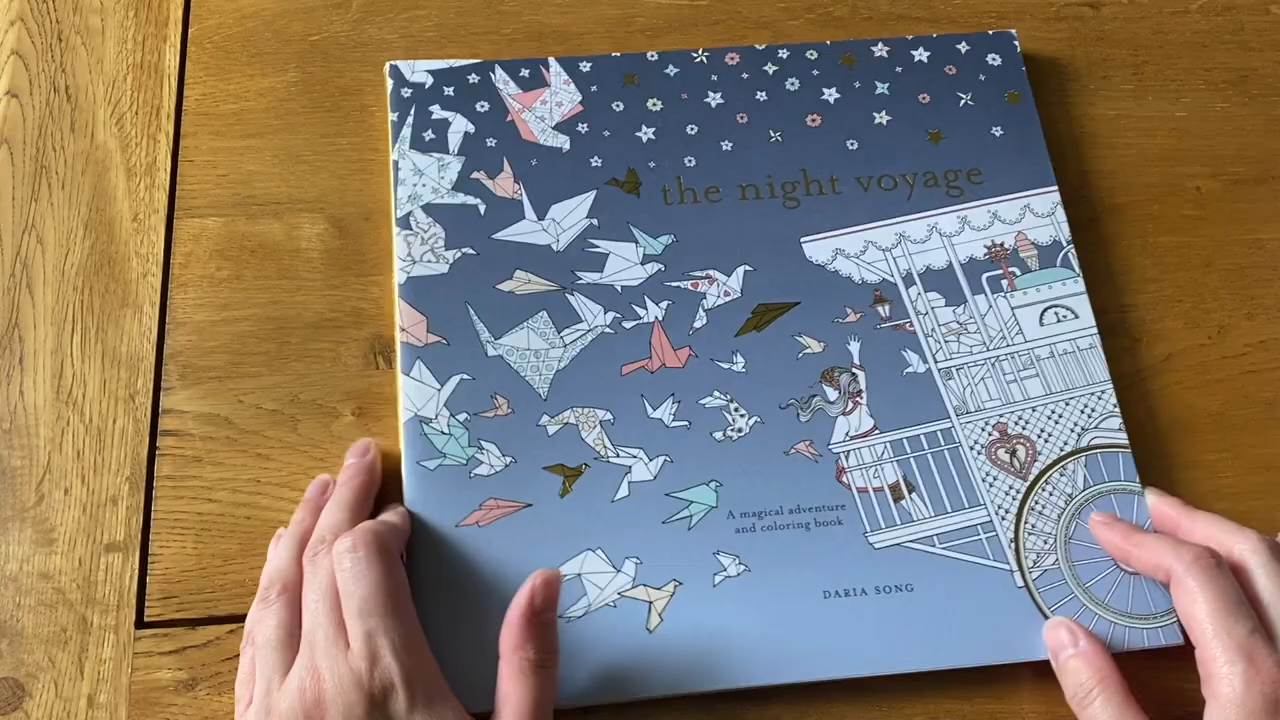 the night voyage
A magical adventure
and coloring book
DARIA SONG